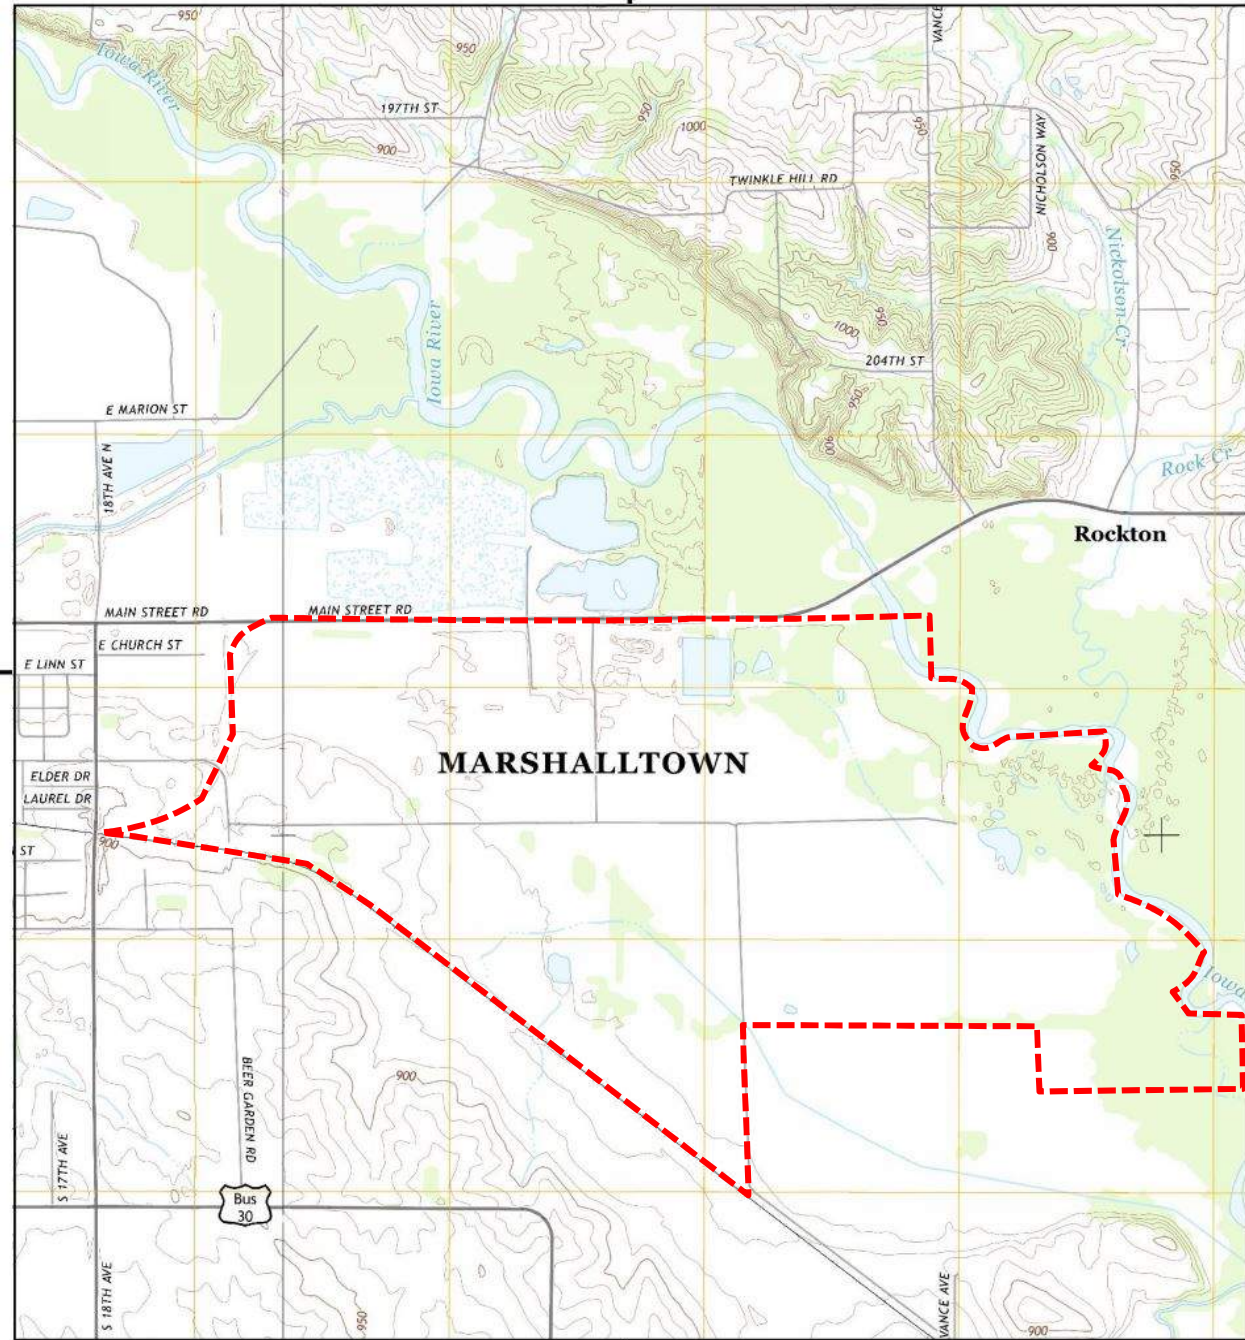 950
VANCE
Iowa River
950
950
197TH ST
950
1000
950
NICHOLSON WAY
900
TWINKLE HILL RD
950
900
Nickolson Cr
Iowa River
1000
950
204TH ST
950
E MARION ST
900
Rock Cr
18TH AVE N
Rockton
MAIN STREET RD
MAIN STREET RD
E CHURCH ST
E LINN ST
MARSHALLTOWN
ELDER DR
LAUREL DR
900
ST
Iowa
900
BEER GARDEN RD
S 17TH AVE
Bus
30
S 18TH AVE
950
VANCE AVE
900